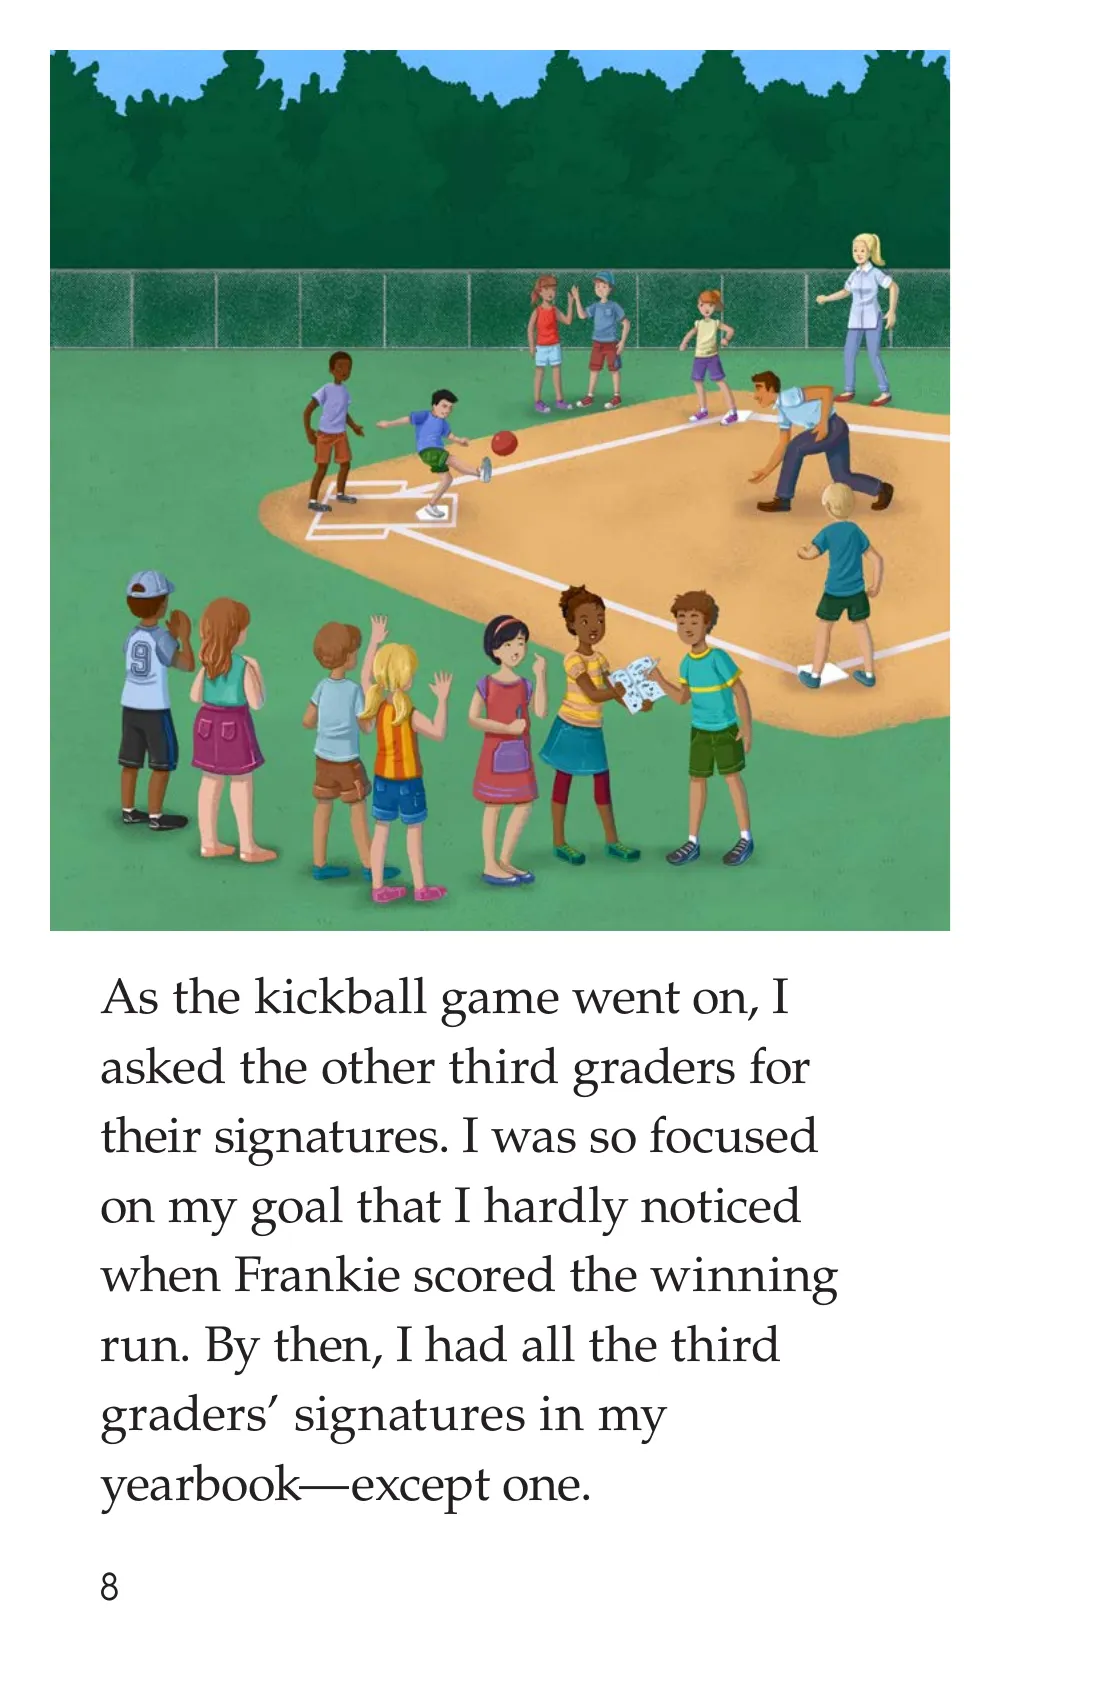 9
As the kickball game went on, I
asked the other third graders for
their signatures. I was so focused
on my goal that I hardly noticed
when Frankie scored the winning
run. By then, I had all the third
graders’ signatures in my
yearbook—except one.
8